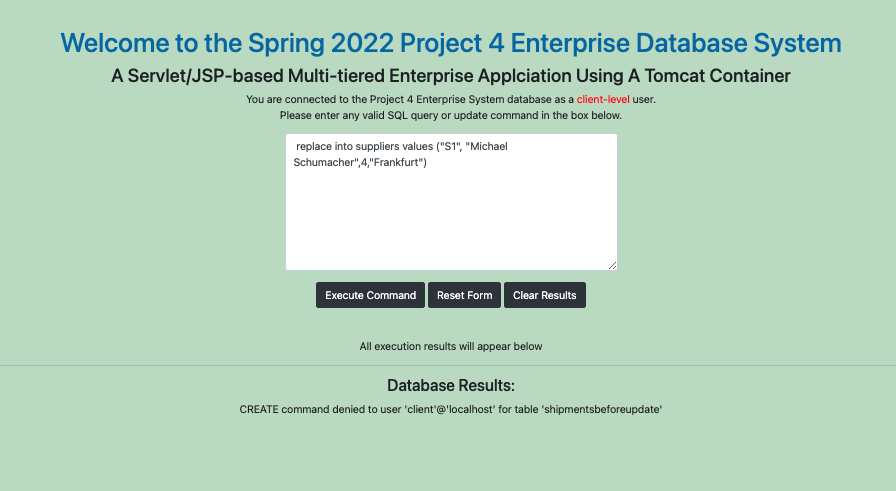 Welcome to the Spring 2022 Project 4 Enterprise Database System
A Servlet/JSP-based Multi-tiered Enterprise Applciation Using A Tomcat Container
You are connected to the Project 4 Enterprise System database as a client-level user.
Please enter any valid SQL query or update command in the box below.
replace into suppliers values ("S1", "Michael
Schumacher",4,"Frankfurt")
Execute Command Reset Form Clear Results
All execution results will appear below
Database Results:
CREATE command denied to user 'client'@'localhost' for table 'shipmentsbeforeupdate'